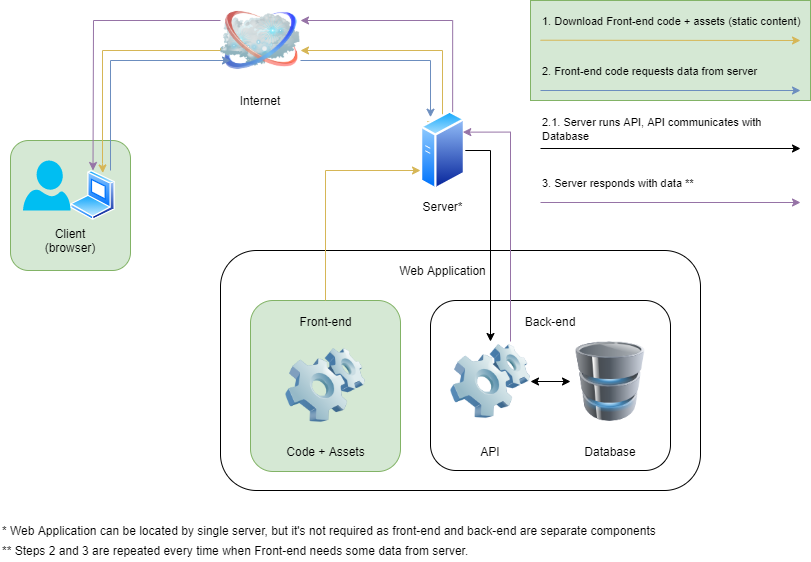 1. Download Front-end code + assets (static content)
2. Front-end code requests data from server
2.1. Server runs API, API communicates with
Database
3. Server responds with data **
Internet
Client
(browser)
Server*
Web Application
Front-end
Back-end
Code + Assets
API
Database
* Web Application can be located by single server, but it's not required as front-end and back-end are separate components
** Steps 2 and 3 are repeated every time when Front-end needs some data from server.